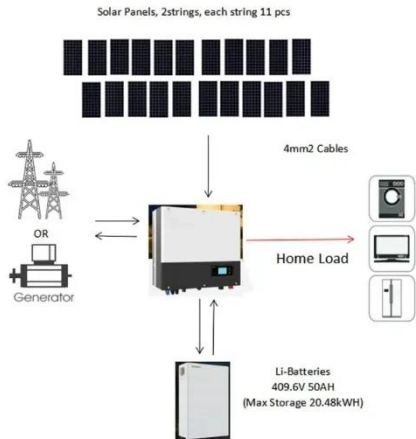 Solar Panels, 2strings, each string 11 pcs
4mm2 Cables
OR
Generator
Home Load
Li-Batteries
409.6V 50AH
(Max Storage 20.48kWH)